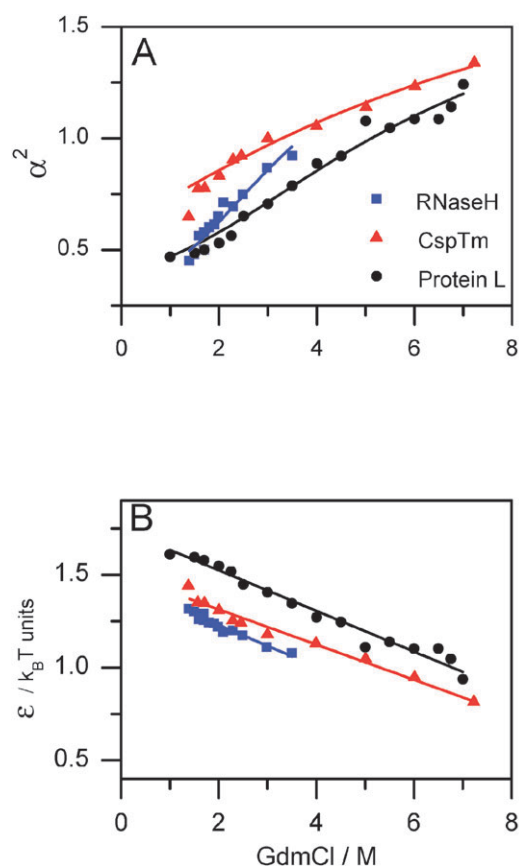 A
1.5
1.0
0.5
α²
RNaseH
CspTm
Protein L
0 2 4 6 8
B
1.5
1.0
0.5
ε / k_B T units
0 2 4 6 8
GdmCl / M